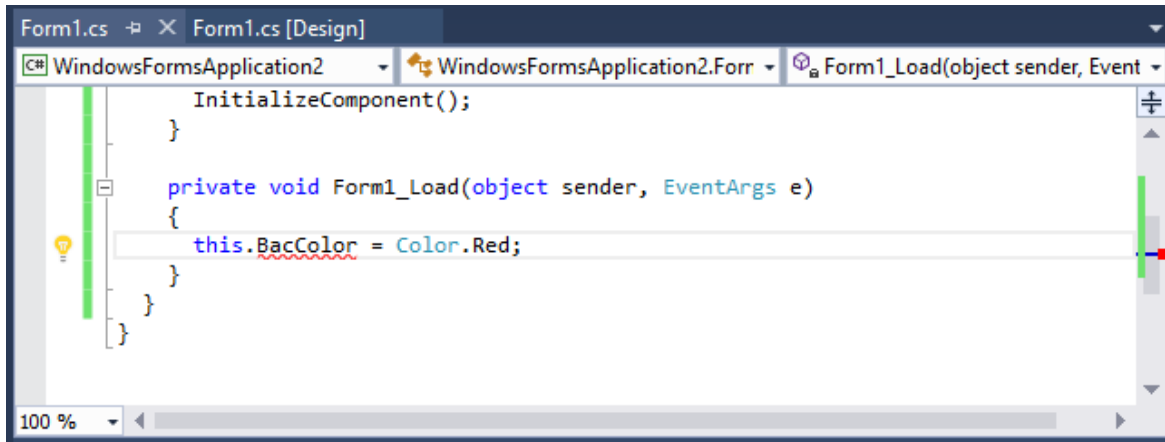 Form1.cs Form1.cs [Design]
C# WindowsFormsApplication2 WindowsFormsApplication2.Forr Form1_Load(object sender, Event
InitializeComponent();
}
private void Form1_Load(object sender, EventArgs e)
{
this.BacColor = Color.Red;
}
}
}
100 %